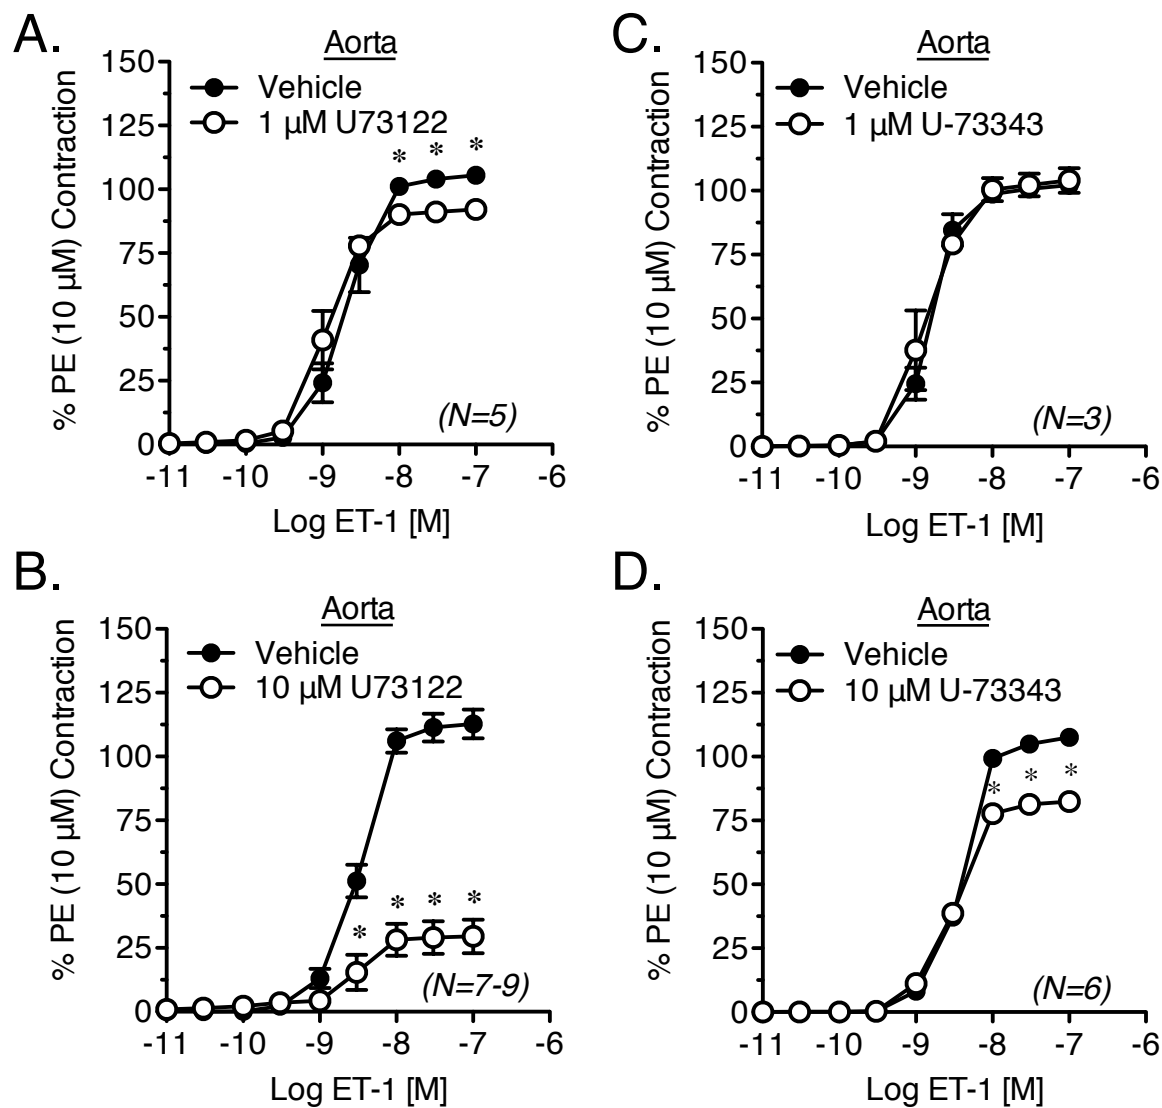 A.
Aorta
Vehicle
1 µM U73122
* * *
% PE (10 µM) Contraction
150
125
100
75
50
25
0
(N=5)
-11 -10 -9 -8 -7 -6
Log ET-1 [M]
C.
Aorta
Vehicle
1 µM U-73343
% PE (10 µM) Contraction
150
125
100
75
50
25
0
(N=3)
-11 -10 -9 -8 -7 -6
Log ET-1 [M]
B.
Aorta
Vehicle
10 µM U73122
% PE (10 µM) Contraction
150
125
100
75
50
25
0
* * * *
(N=7-9)
-11 -10 -9 -8 -7 -6
Log ET-1 [M]
D.
Aorta
Vehicle
10 µM U-73343
% PE (10 µM) Contraction
150
125
100
75
50
25
0
* * *
(N=6)
-11 -10 -9 -8 -7 -6
Log ET-1 [M]